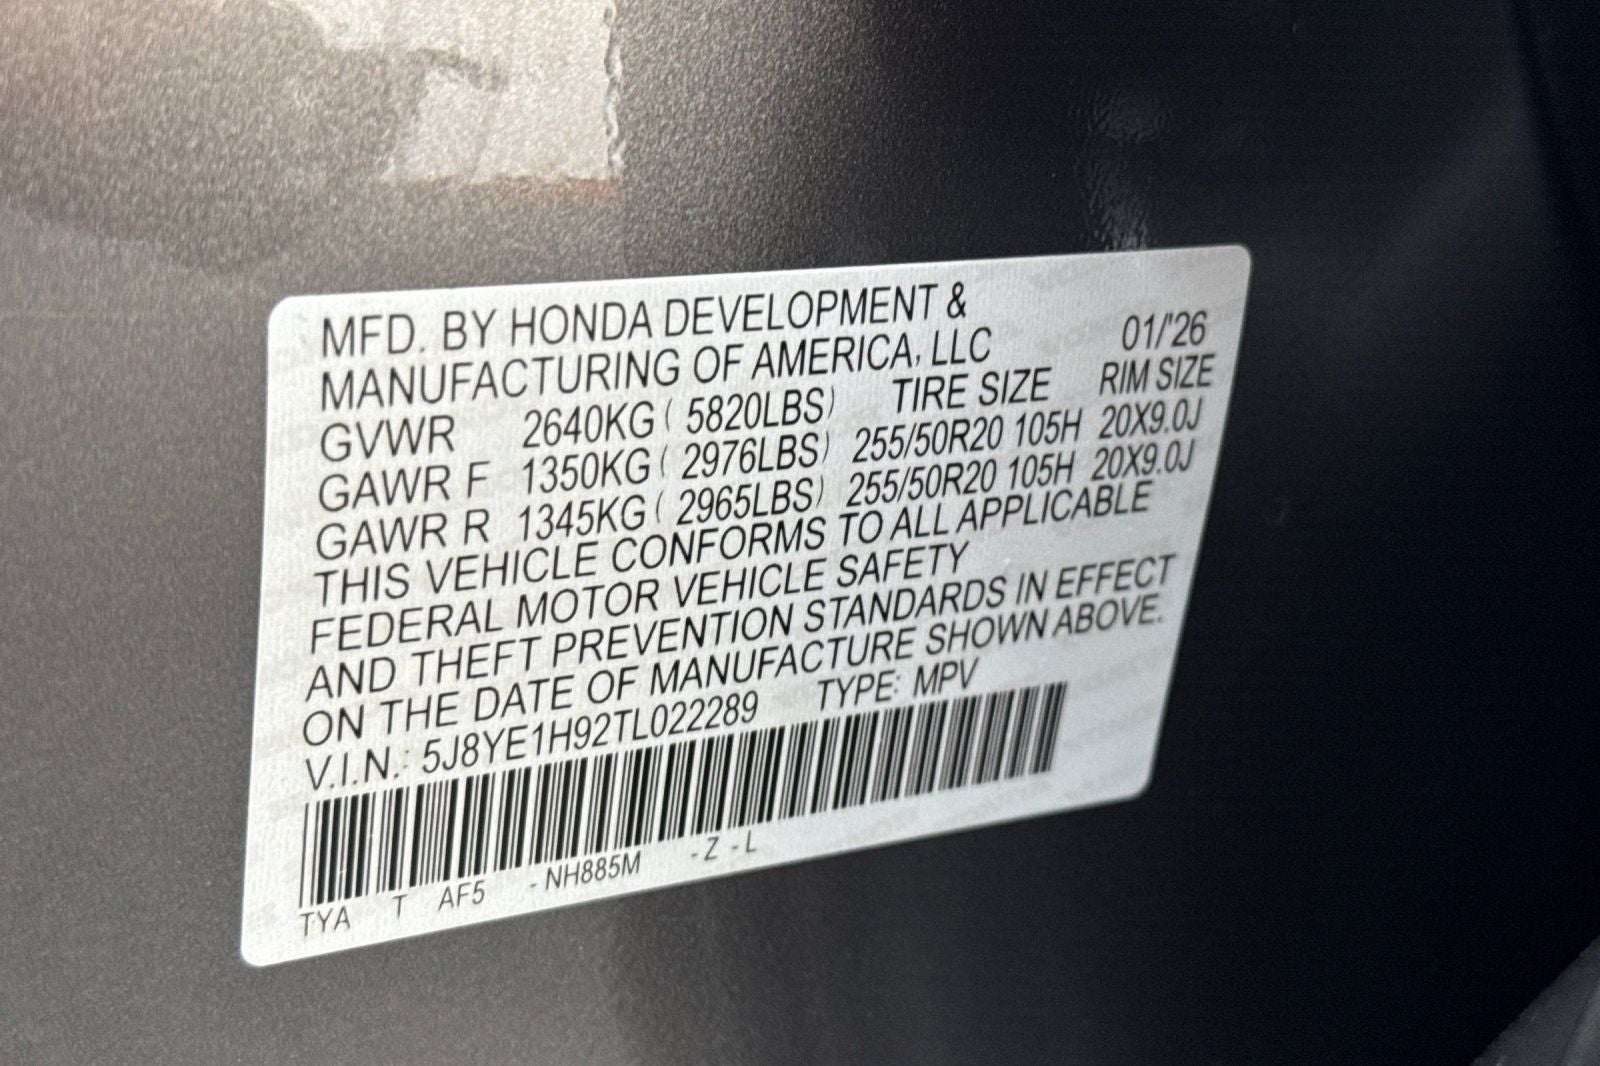 MFD. BY HONDA DEVELOPMENT &
MANUFACTURING OF AMERICA, LLC 01/'26
GVWR 2640KG ( 5820LBS) TIRE SIZE RIM SIZE
GAWR F 1350KG ( 2976LBS) 255/50R20 105H 20X9.0J
GAWR R 1345KG ( 2965LBS) 255/50R20 105H 20X9.0J
THIS VEHICLE CONFORMS TO ALL APPLICABLE
FEDERAL MOTOR VEHICLE SAFETY
AND THEFT PREVENTION STANDARDS IN EFFECT
ON THE DATE OF MANUFACTURE SHOWN ABOVE.
V.I.N.: 5J8YE1H92TL022289 TYPE: MPV
TYA T AF5 -NH885M -Z -L